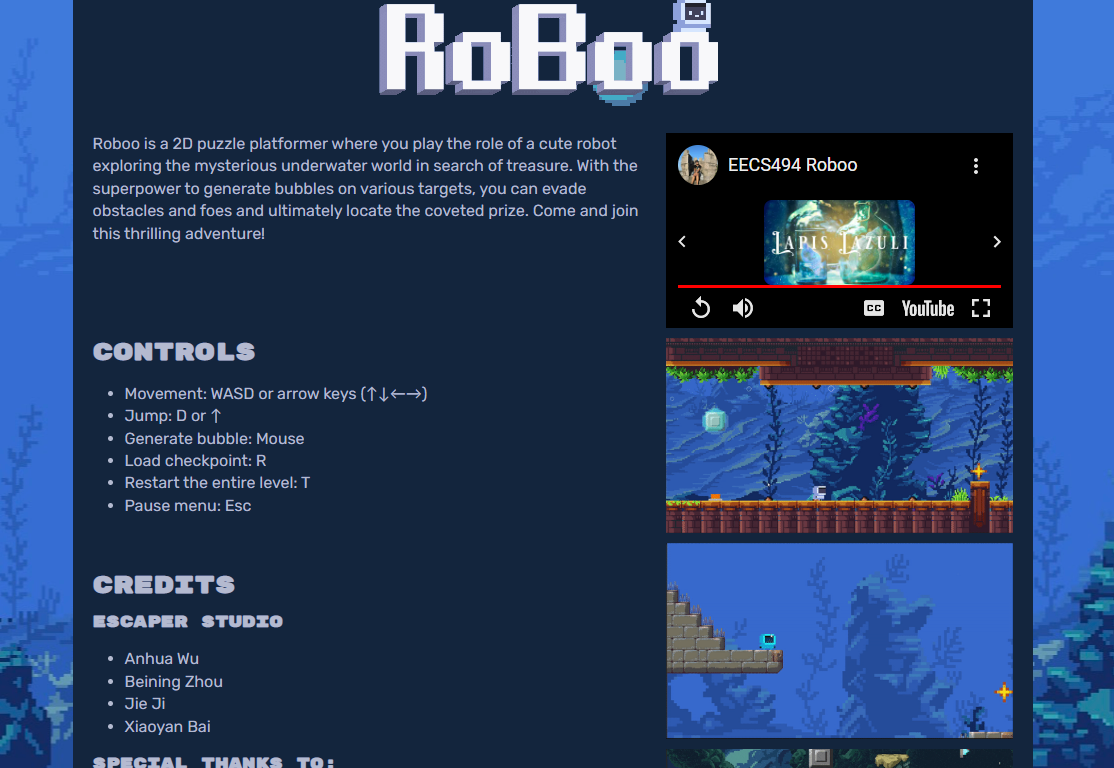 RoBoo
Roboo is a 2D puzzle platformer where you play the role of a cute robot
exploring the mysterious underwater world in search of treasure. With the
superpower to generate bubbles on various targets, you can evade
obstacles and foes and ultimately locate the coveted prize. Come and join
this thrilling adventure!
EECS494 Roboo
LAPIS LAZULI
CC YouTube
CONTROLS
• Movement: WASD or arrow keys (↑↓←→)
• Jump: D or ↑
• Generate bubble: Mouse
• Load checkpoint: R
• Restart the entire level: T
• Pause menu: Esc
CREDITS
ESCAPER STUDIO
• Anhua Wu
• Beining Zhou
• Jie Ji
• Xiaoyan Bai
SPECIAL THANKS TO: